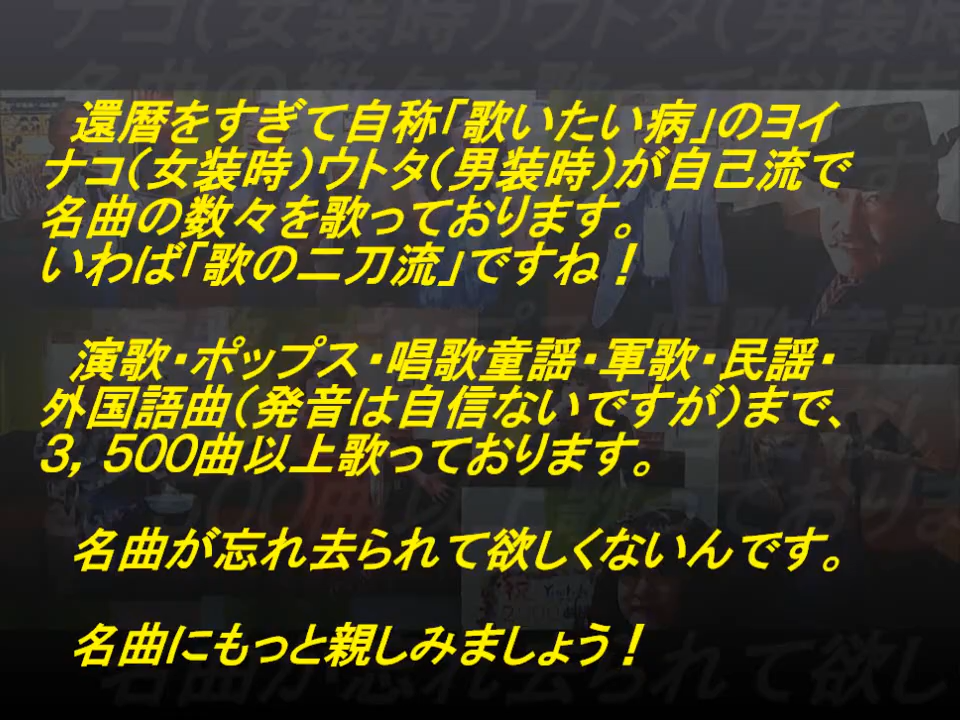 還暦をすぎて自称「歌いたい病」のヨイ
ナコ（女装時）ウトタ（男装時）が自己流で
名曲の数々を歌っております。
いわば「歌の二刀流」ですね！
演歌・ポップス・唱歌童謡・軍歌・民謡・
外国語曲（発音は自信ないですが）まで、
３，５００曲以上歌っております。
名曲が忘れ去られて欲しくないんです。
名曲にもっと親しみましょう！